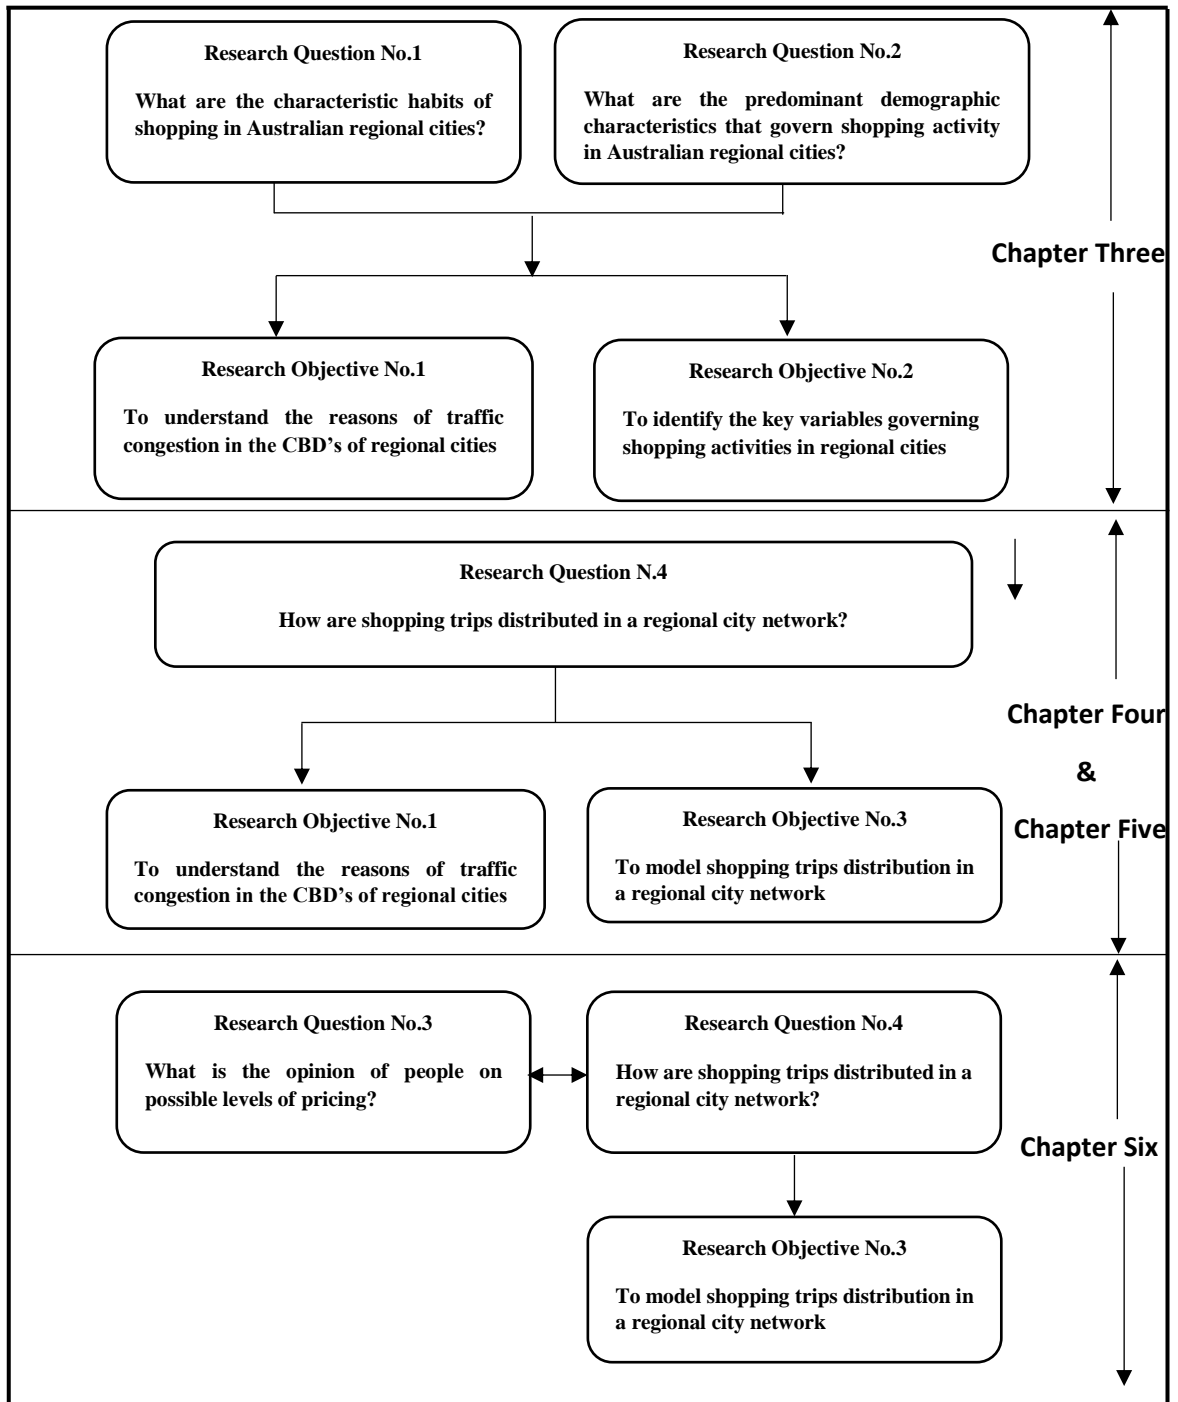 Research Question No.1
What are the characteristic habits of
shopping in Australian regional cities?
Research Question No.2
What are the predominant demographic
characteristics that govern shopping activity
in Australian regional cities?
Chapter Three
Research Objective No.1
To understand the reasons of traffic
congestion in the CBD’s of regional cities
Research Objective No.2
To identify the key variables governing
shopping activities in regional cities
Research Question N.4
How are shopping trips distributed in a regional city network?
Chapter Four
&
Chapter Five
Research Objective No.1
To understand the reasons of traffic
congestion in the CBD’s of regional cities
Research Objective No.3
To model shopping trips distribution in
a regional city network
Research Question No.3
What is the opinion of people on
possible levels of pricing?
Research Question No.4
How are shopping trips distributed in a
regional city network?
Chapter Six
Research Objective No.3
To model shopping trips distribution in
a regional city network